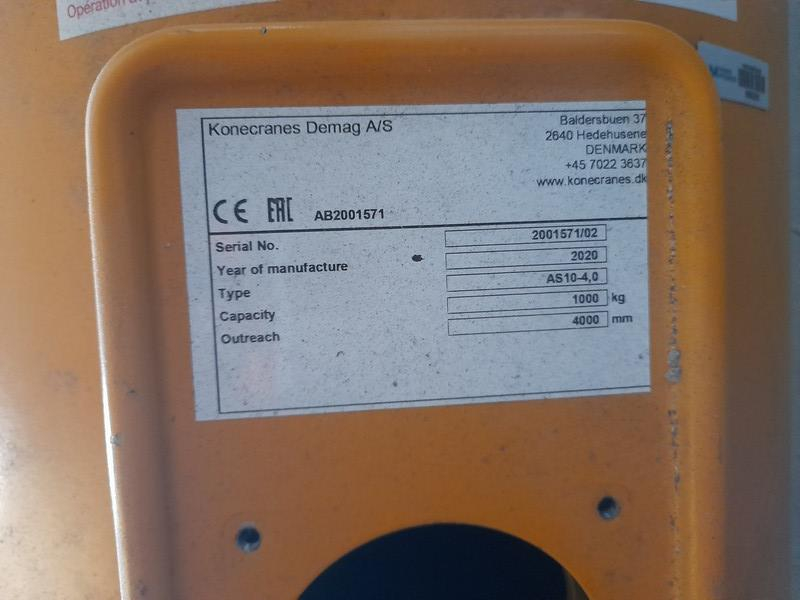 Opération
Konecranes Demag A/S
Baldersbuen 37
2640 Hedehusene
DENMARK
+45 7022 3637
www.konecranes.dk
CE EAC AB2001571
Serial No. 2001571/02
Year of manufacture 2020
Type AS10-4,0
Capacity 1000 kg
Outreach 4000 mm